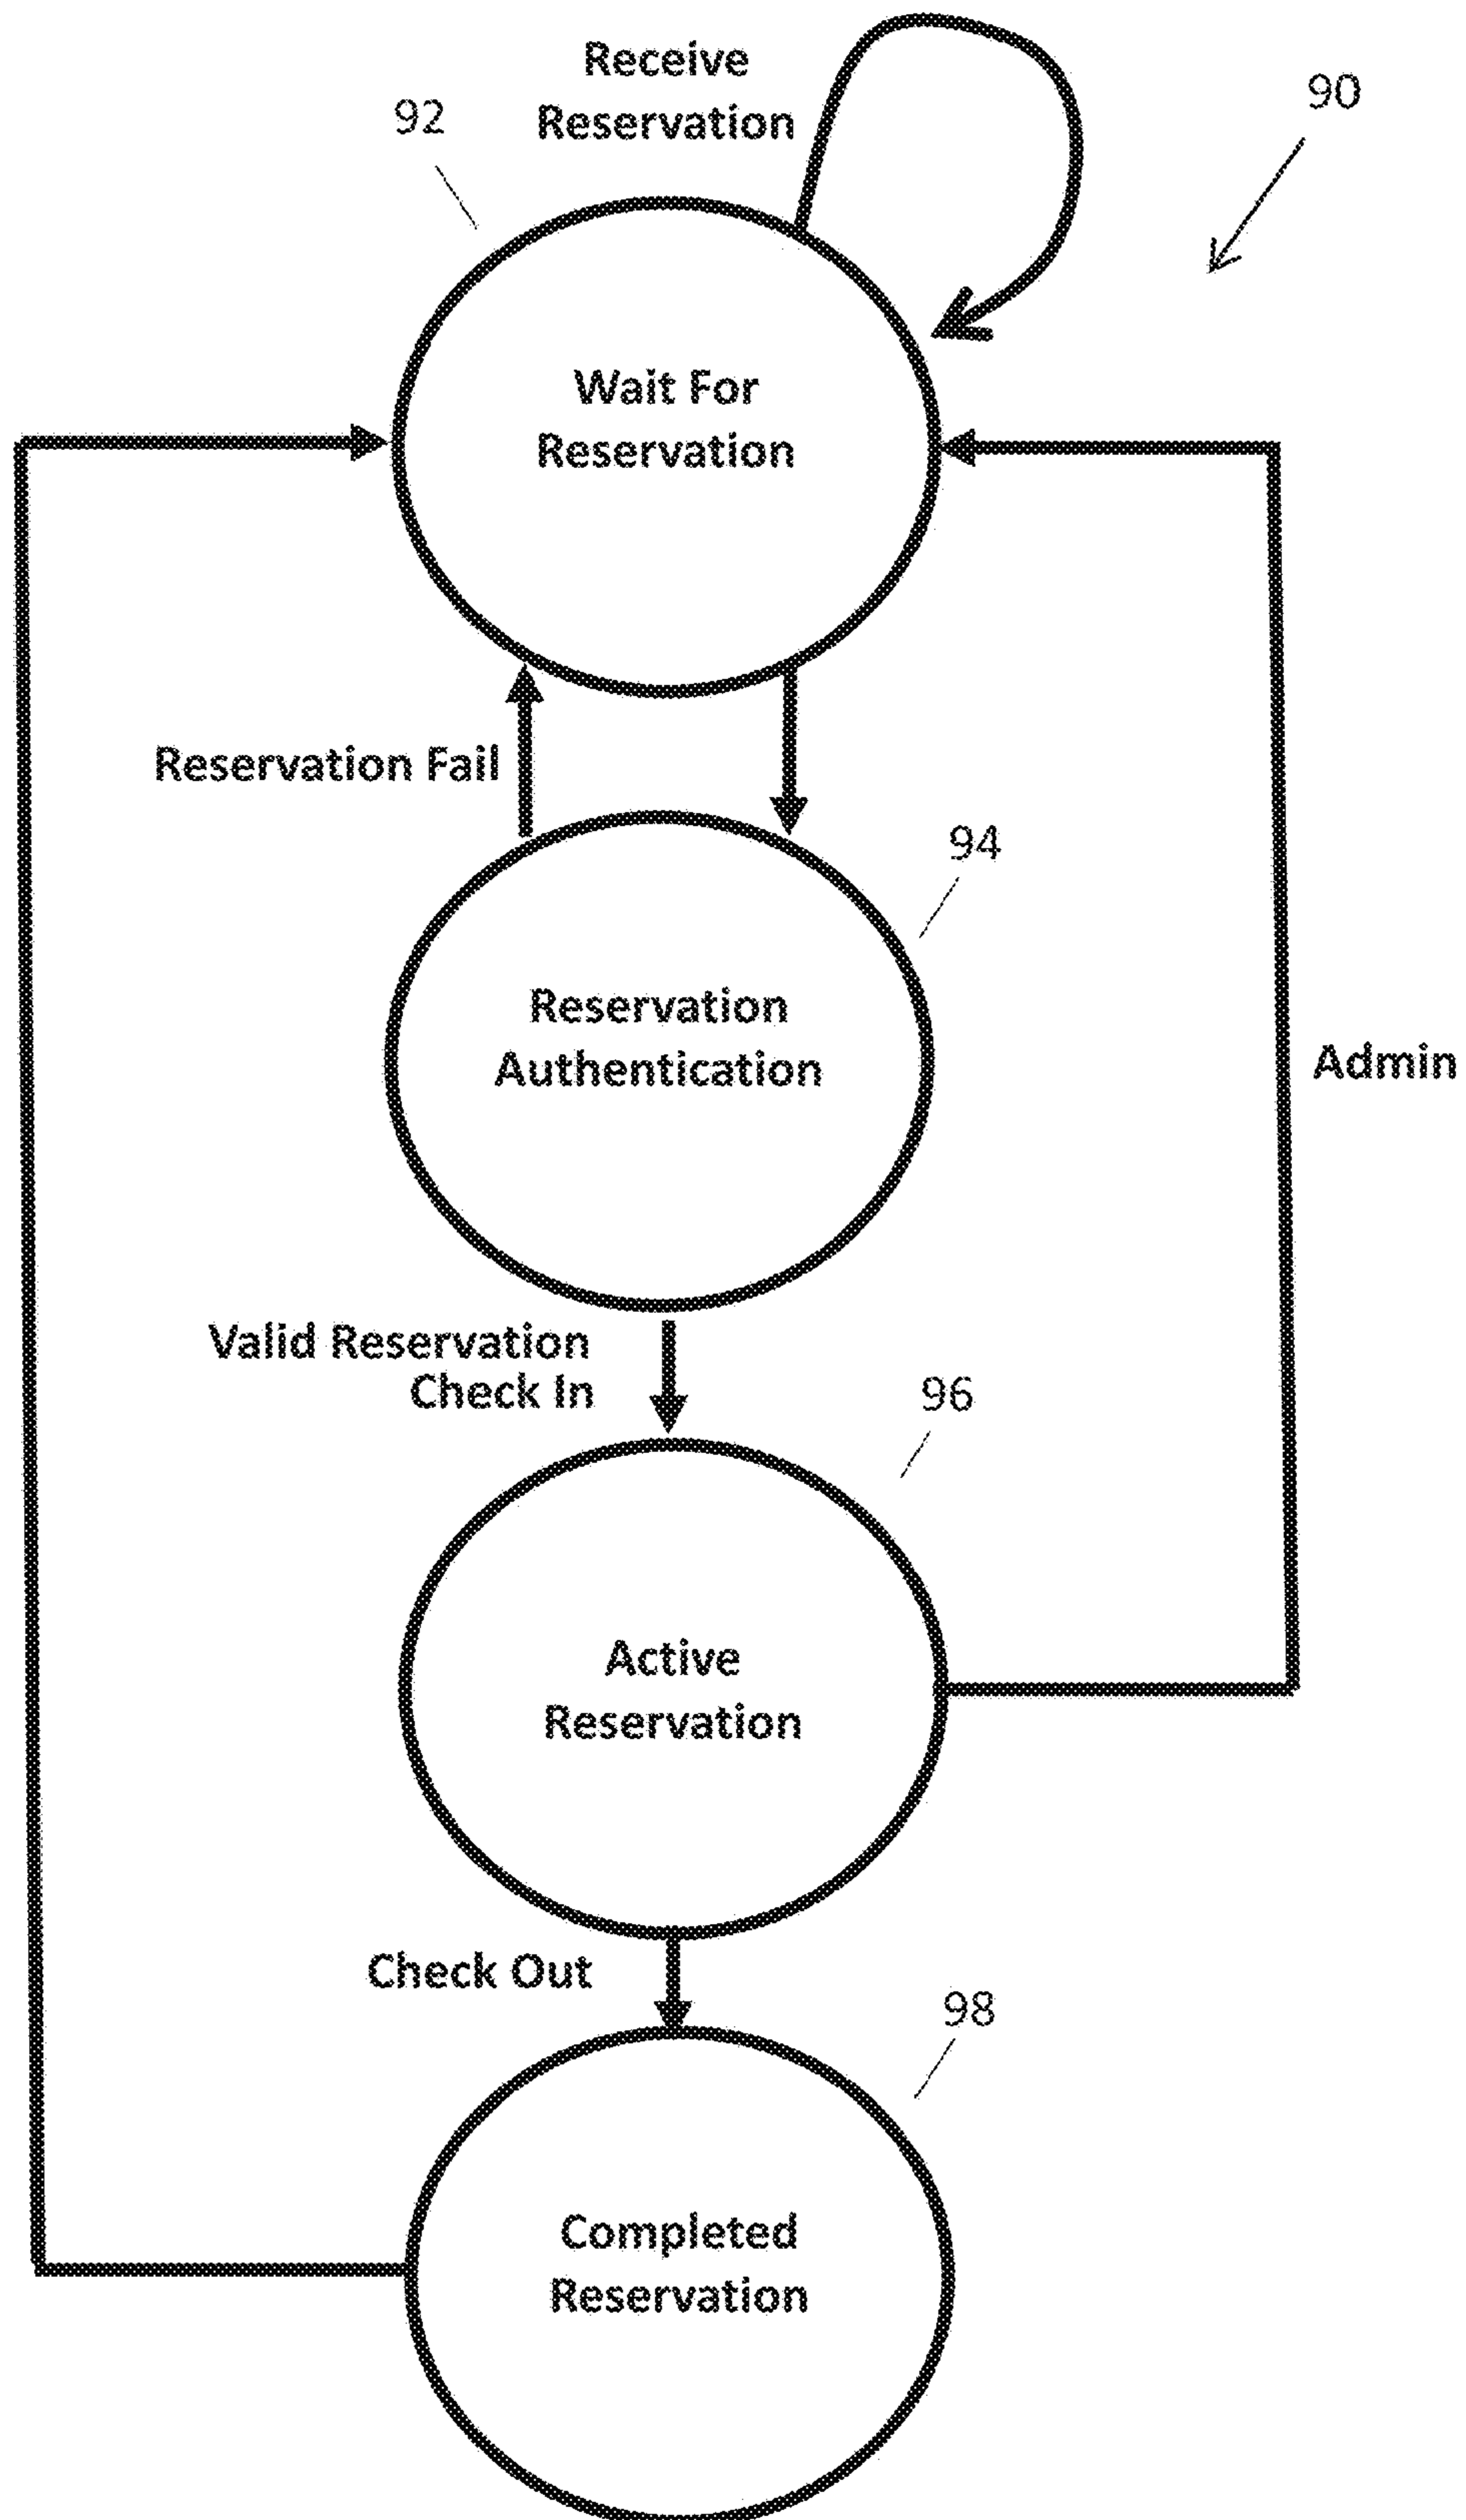 Receive
Reservation
92
90
Wait For
Reservation
Reservation Fail
94
Reservation
Authentication
Admin
Valid Reservation
Check In
96
Active
Reservation
Check Out
98
Completed
Reservation